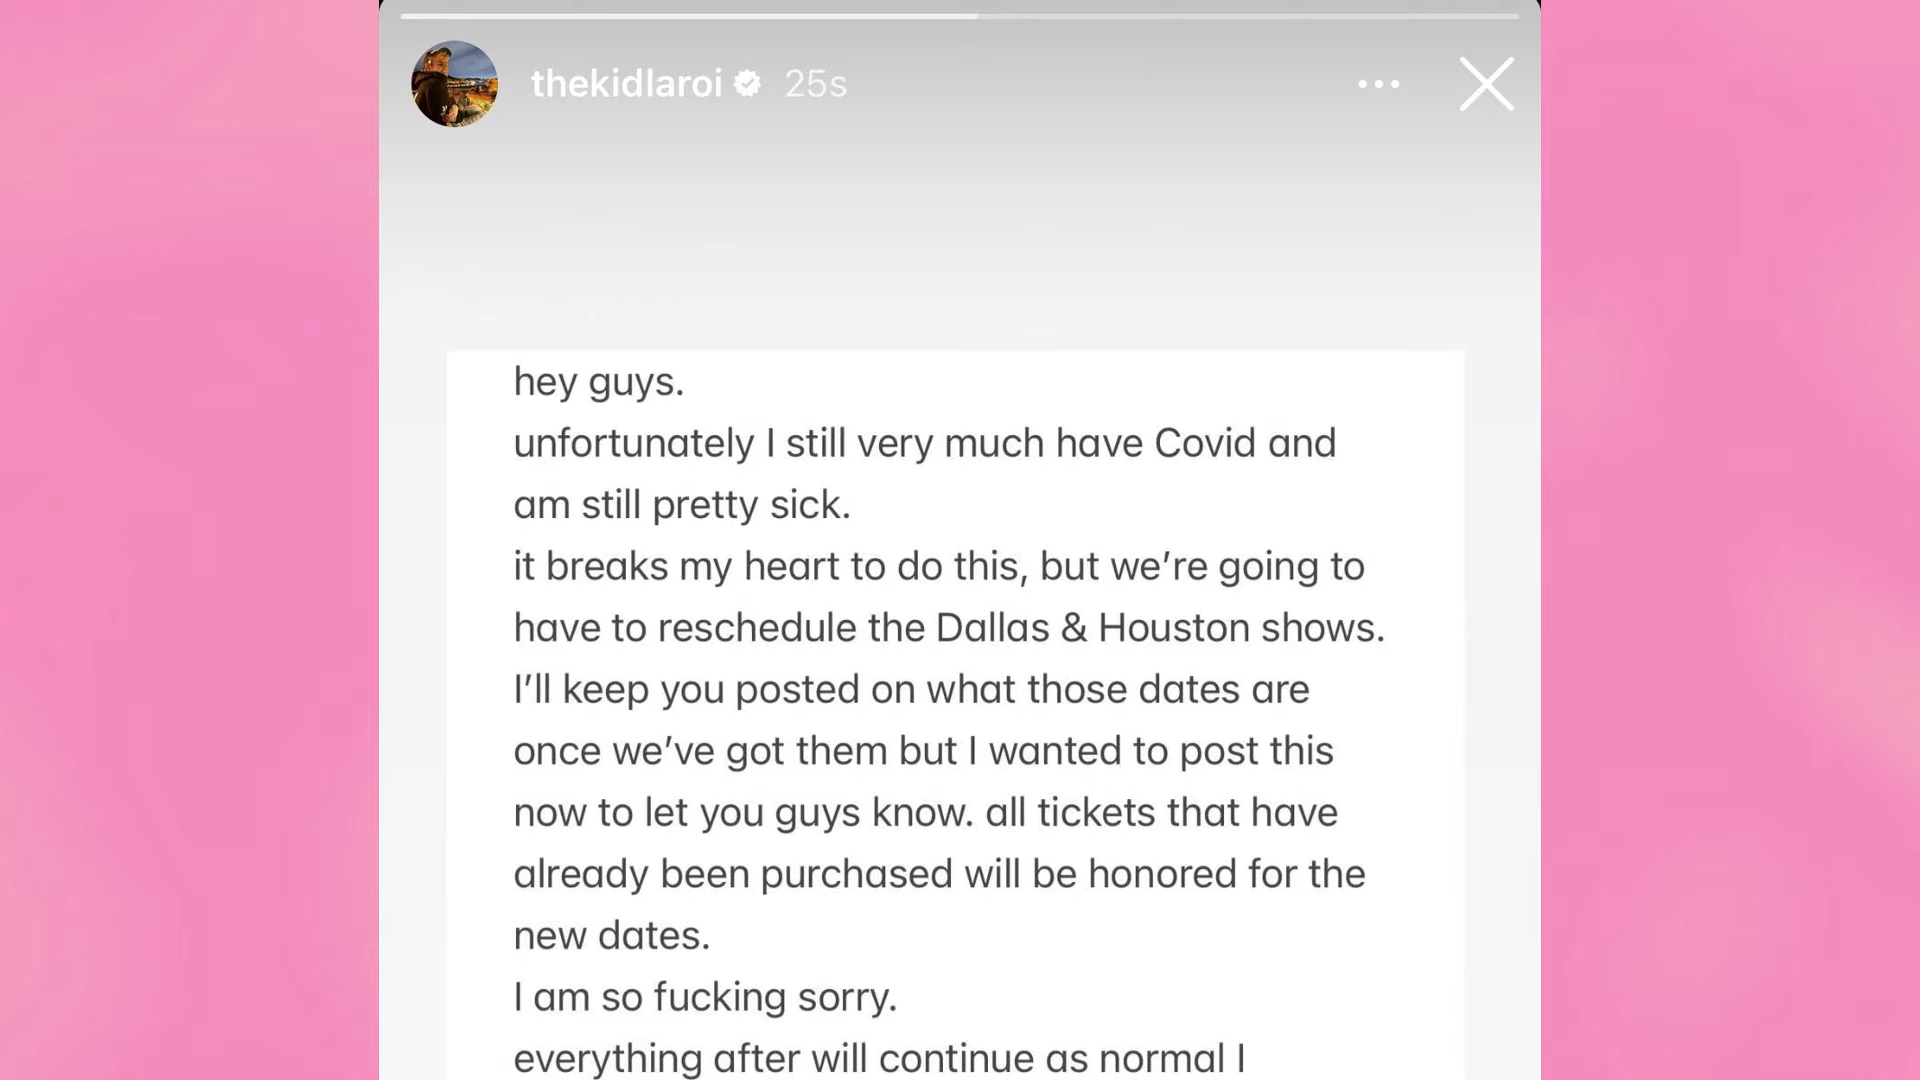 thekidlaroi 25s
hey guys.
unfortunately I still very much have Covid and
am still pretty sick.
it breaks my heart to do this, but we’re going to
have to reschedule the Dallas & Houston shows.
I’ll keep you posted on what those dates are
once we’ve got them but I wanted to post this
now to let you guys know. all tickets that have
already been purchased will be honored for the
new dates.
I am so fucking sorry.
everything after will continue as normal I